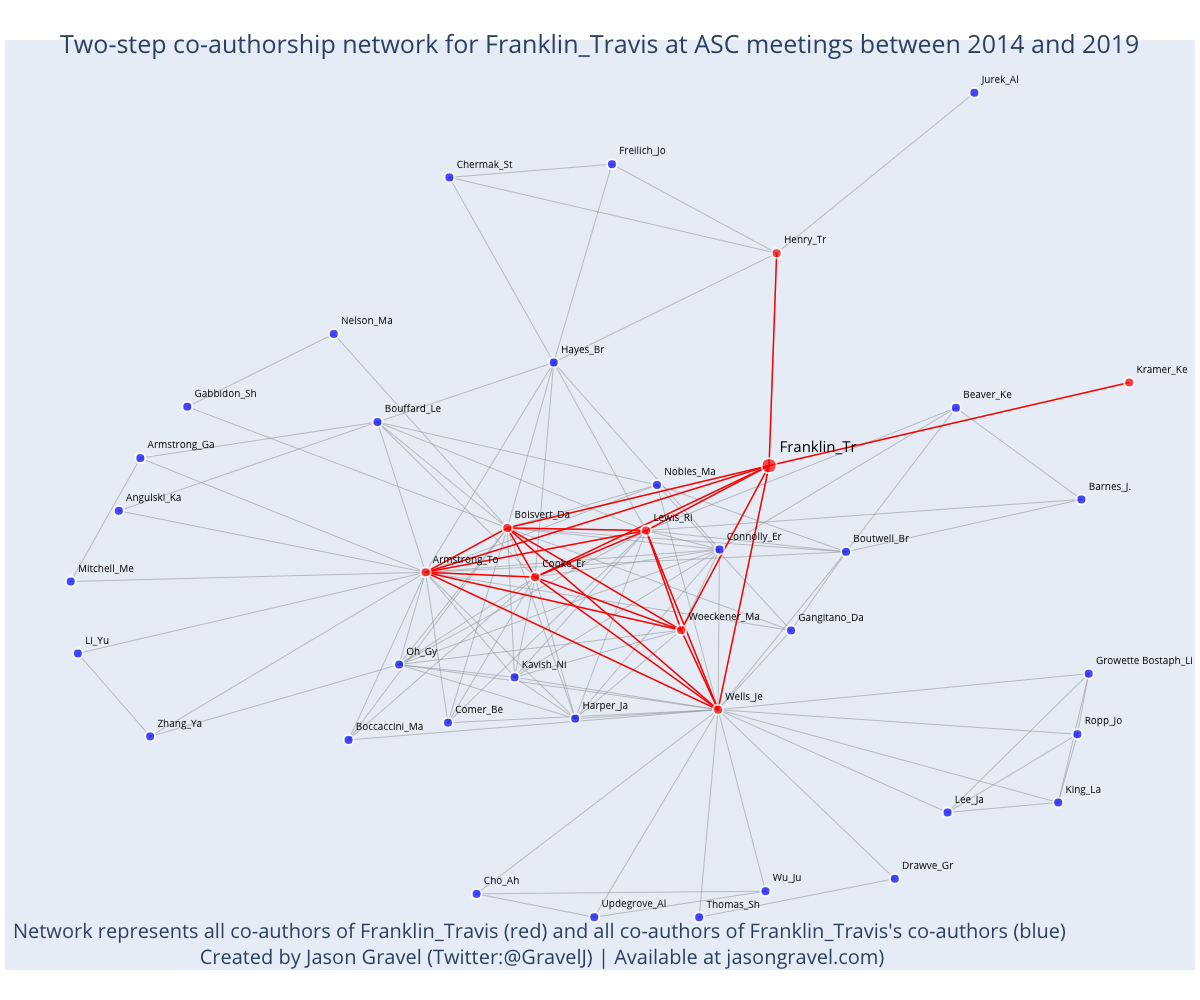 Two-step co-authorship network for Franklin_Travis at ASC meetings between 2014 and 2019
Jurek_Al
Freilich_Jo
Chermak_St
Henry_Tr
Nelson_Ma
Hayes_Br
Kramer_Ke
Gabbidon_Sh
Beaver_Ke
Bouffard_Le
Armstrong_Ga
Franklin_Tr
Nobles_Ma
Barnes_J.
Angulski_Ka
Boisvert_Da
Lewis_Ri
Connolly_Er
Boutwell_Br
Armstrong_To
Cooke_Er
Mitchell_Me
Woeckener_Ma
Gangitano_Da
Li_Yu
Oh_Gy
Kavish_Ni
Growette Bostaph_Li
Wells_Je
Harper_Ja
Comer_Be
Zhang_Ya
Boccaccini_Ma
Ropp_Jo
King_La
Lee_Ja
Drawve_Gr
Cho_Ah
Wu_Ju
Updegrove_Al
Thomas_Sh
Network represents all co-authors of Franklin_Travis (red) and all co-authors of Franklin_Travis's co-authors (blue)
Created by Jason Gravel (Twitter:@GravelJ) | Available at jasongravel.com)